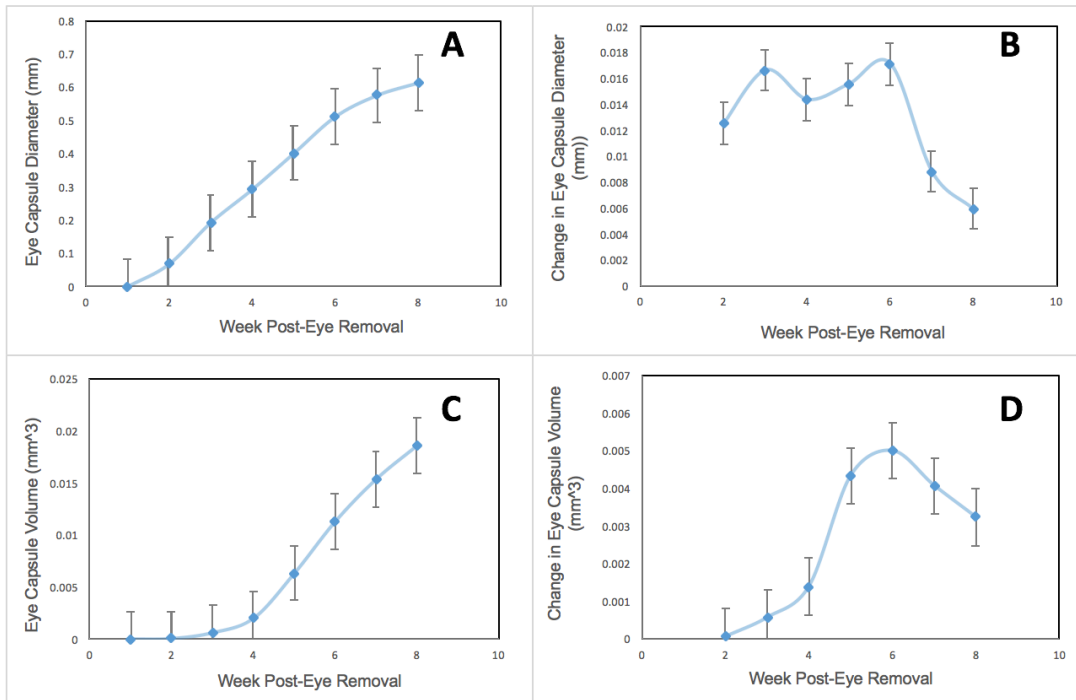 A
Eye Capsule Diameter (mm)
0.8
0.7
0.6
0.5
0.4
0.3
0.2
0.1
0
0 2 4 6 8 10
Week Post-Eye Removal
B
Change in Eye Capsule Diameter
(mm))
0.02
0.018
0.016
0.014
0.012
0.01
0.008
0.006
0.004
0.002
0
0 2 4 6 8 10
Week Post-Eye Removal
C
Eye Capsule Volume (mm^3)
0.025
0.02
0.015
0.01
0.005
0
0 2 4 6 8 10
Week Post-Eye Removal
D
Change in Eye Capsule Volume
(mm^3)
0.007
0.006
0.005
0.004
0.003
0.002
0.001
0
0 2 4 6 8 10
Week Post-Eye Removal